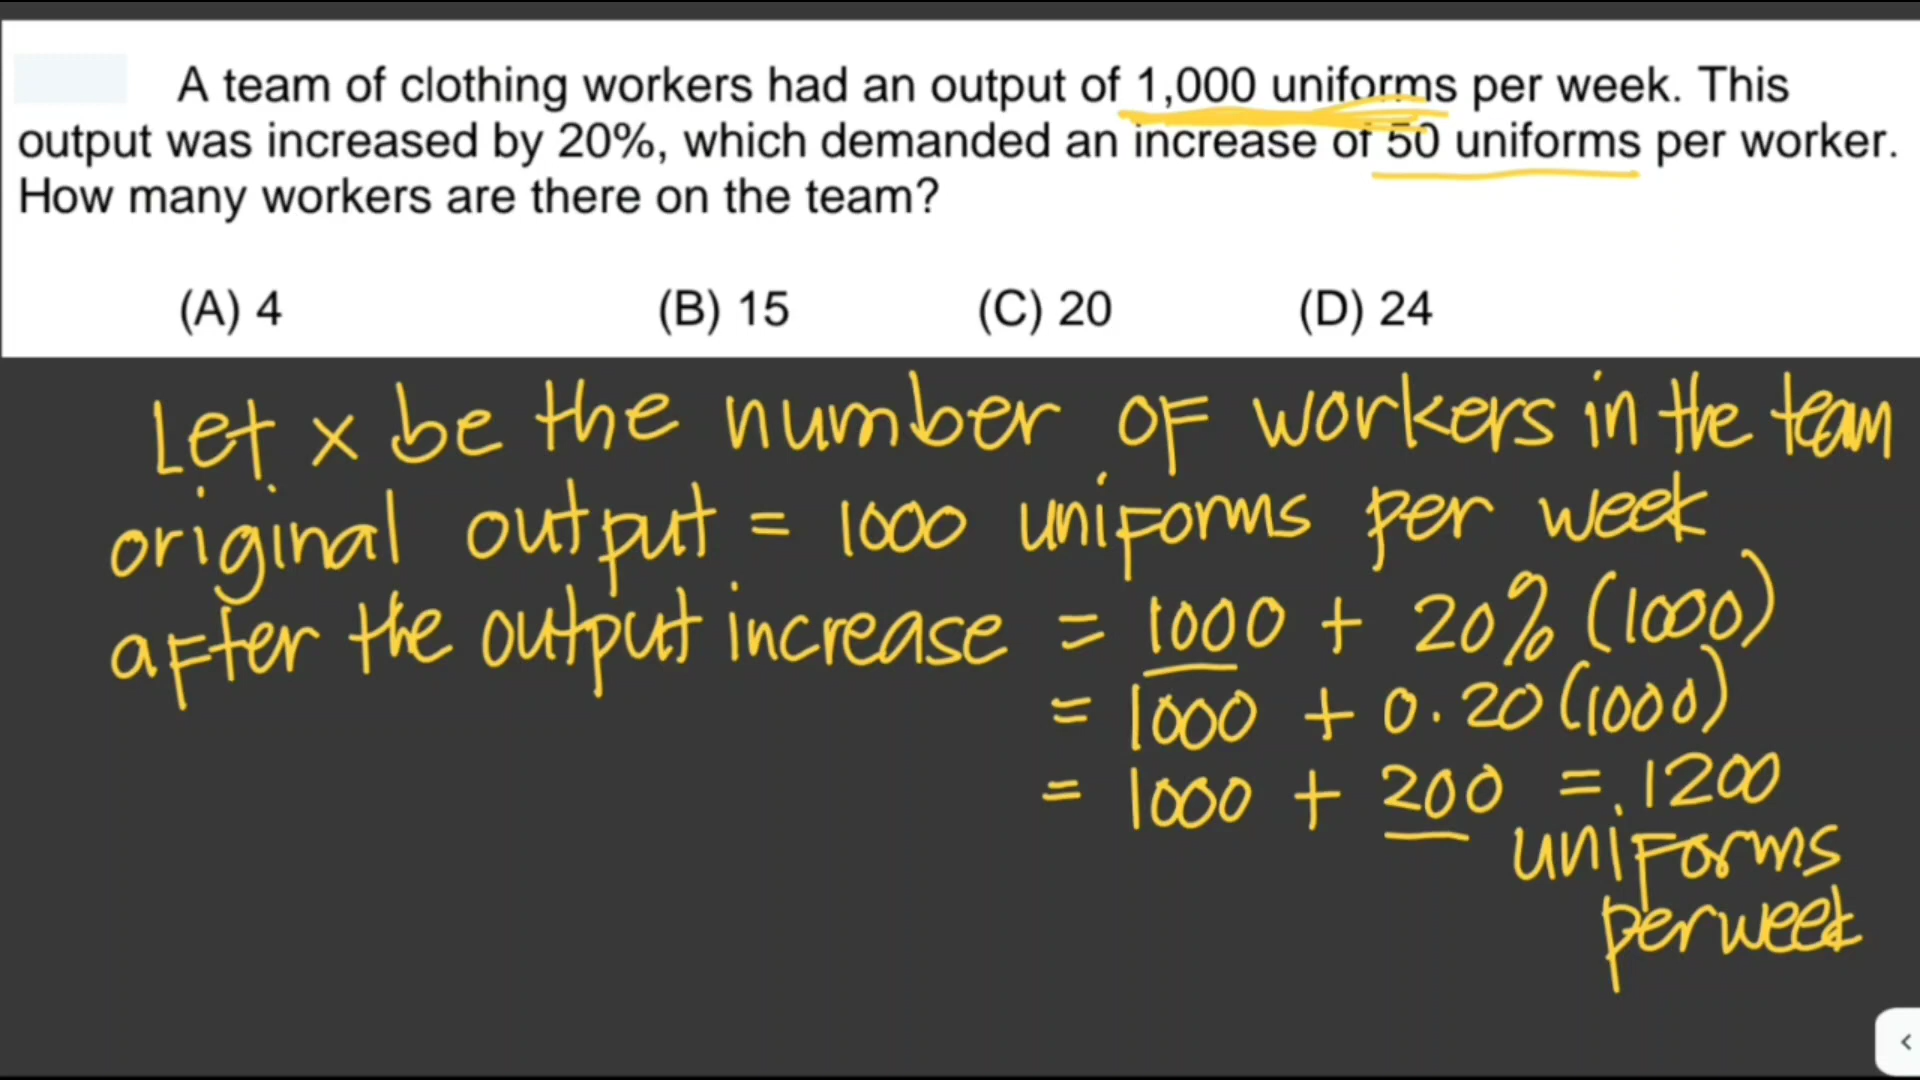 A team of clothing workers had an output of 1,000 uniforms per week. This
output was increased by 20%, which demanded an increase of 50 uniforms per worker.
How many workers are there on the team?
(A) 4 (B) 15 (C) 20 (D) 24
Let x be the number of workers in the team
original output = 1000 uniforms per week
after the output increase = 1000 + 20% (1000)
= 1000 + 0.20 (1000)
= 1000 + 200 = 1200
uniforms
per week
<